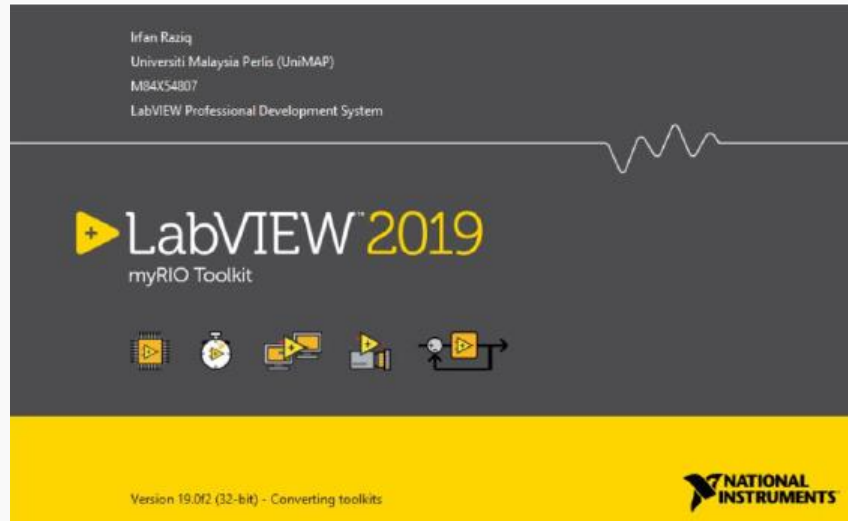 Irfan Raziq
Universiti Malaysia Perlis (UniMAP)
M84X54807
LabVIEW Professional Development System
LabVIEW™ 2019
myRIO Toolkit
Version 19.0f2 (32-bit) - Converting toolkits
NATIONAL
INSTRUMENTS